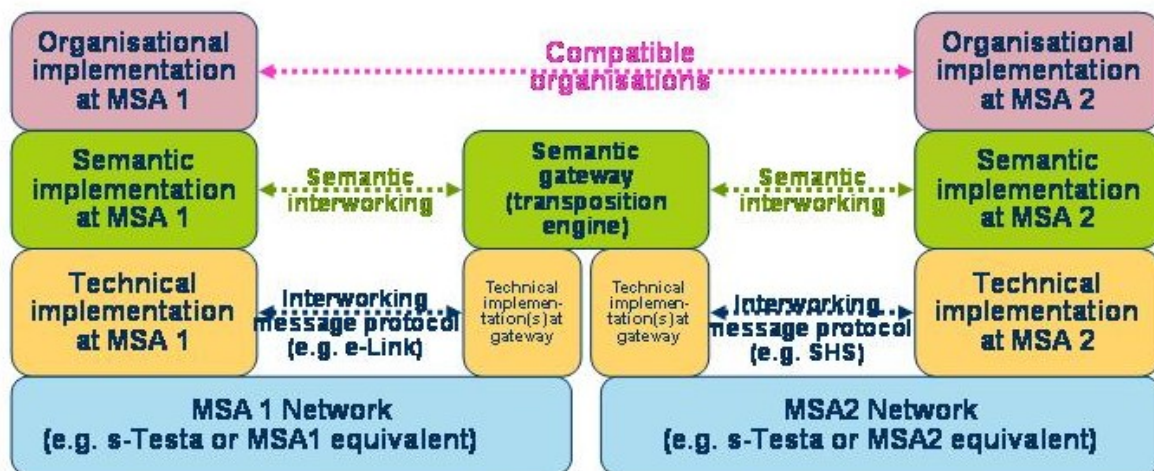 Organisational
implementation
at MSA 1
Compatible
organisations
Organisational
implementation
at MSA 2
Semantic
implementation
at MSA 1
Semantic
interworking
Semantic
gateway
(transposition
engine)
Semantic
interworking
Semantic
implementation
at MSA 2
Technical
implementation
at MSA 1
Interworking
message protocol
(e.g. e-Link)
Technical
implemen-
tation(s)at
gateway
Technical
implemen-
tation(s)at
gateway
Interworking
message protocol
(e.g. SHS)
Technical
implementation
at MSA 2
MSA 1 Network
(e.g. s-Testa or MSA1 equivalent)
MSA2 Network
(e.g. s-Testa or MSA2 equivalent)